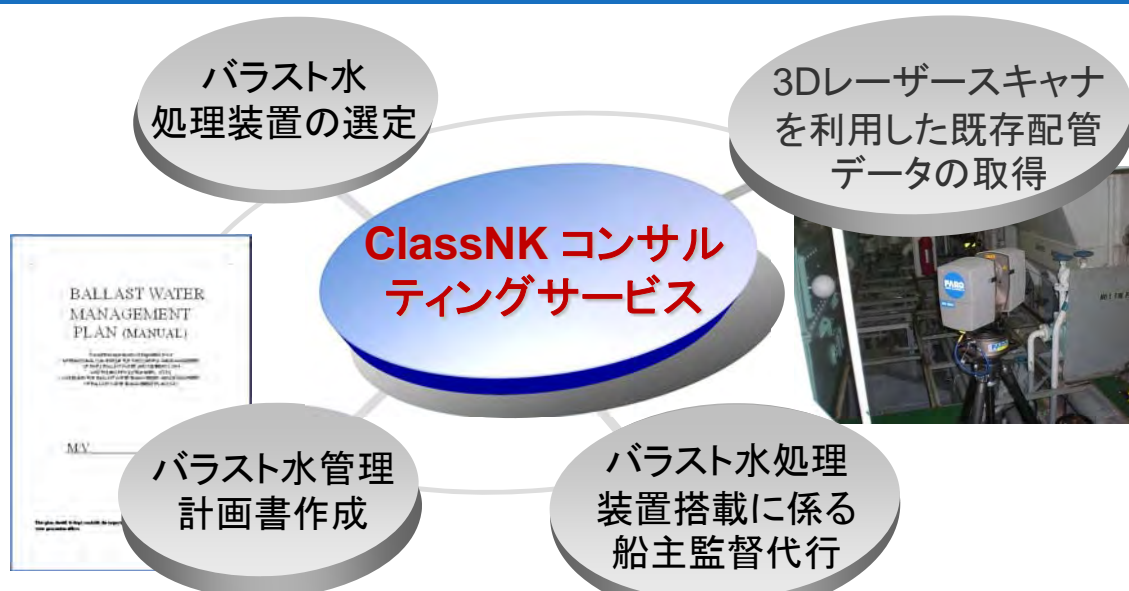 バラスト水
処理装置の選定
3Dレーザースキャナ
を利用した既存配管
データの取得
ClassNK コンサル
ティングサービス
BALLAST WATER
MANAGEMENT
PLAN (MANUAL)
M/V
FARO
バラスト水管理
計画書作成
バラスト水処理
装置搭載に係る
船主監督代行